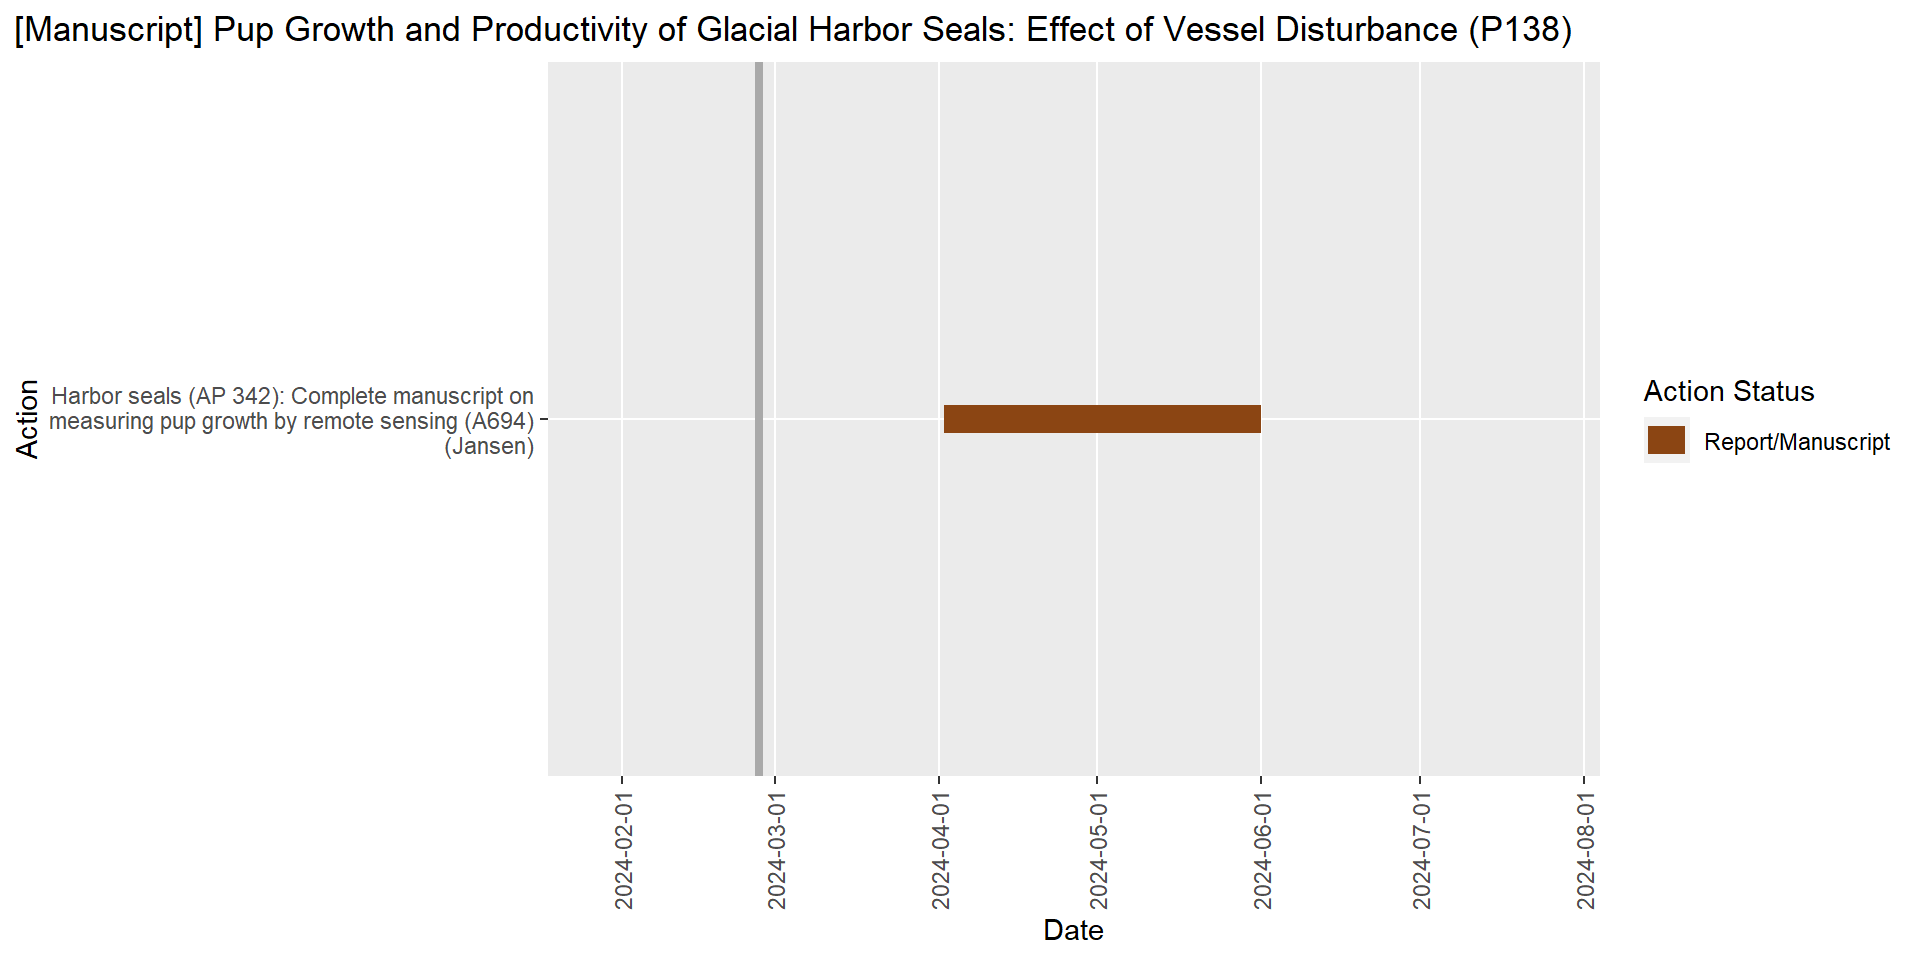 [Manuscript] Pup Growth and Productivity of Glacial Harbor Seals: Effect of Vessel Disturbance (P138)
Action
Harbor seals (AP 342): Complete manuscript on
measuring pup growth by remote sensing (A694)
(Jansen)
Action Status
Report/Manuscript
2024-02-01
2024-03-01
2024-04-01
2024-05-01
2024-06-01
2024-07-01
2024-08-01
Date